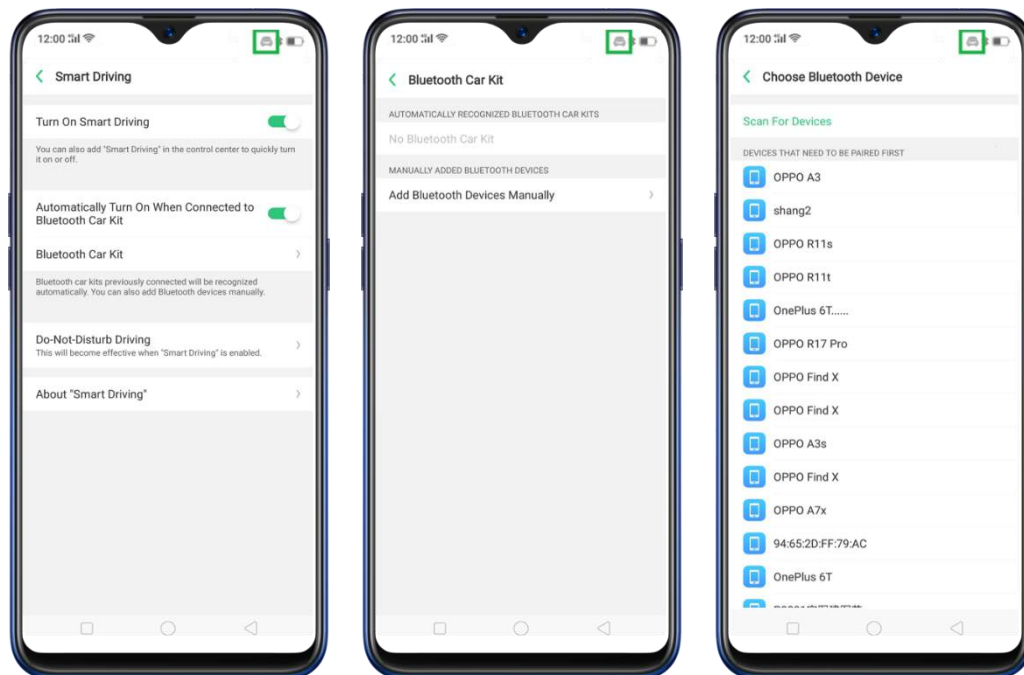 12:00
Smart Driving
Turn On Smart Driving
You can also add "Smart Driving" in the control center to quickly turn
it on or off.
Automatically Turn On When Connected to
Bluetooth Car Kit
Bluetooth Car Kit
Bluetooth car kits previously connected will be recognized
automatically. You can also add Bluetooth devices manually.
Do-Not-Disturb Driving
This will become effective when "Smart Driving" is enabled.
About "Smart Driving"
12:00
Bluetooth Car Kit
AUTOMATICALLY RECOGNIZED BLUETOOTH CAR KITS
No Bluetooth Car Kit
MANUALLY ADDED BLUETOOTH DEVICES
Add Bluetooth Devices Manually
12:00
Choose Bluetooth Device
Scan For Devices
DEVICES THAT NEED TO BE PAIRED FIRST
OPPO A3
shang2
OPPO R11s
OPPO R11t
OnePlus 6T......
OPPO R17 Pro
OPPO Find X
OPPO Find X
OPPO A3s
OPPO Find X
OPPO A7x
94:65:2D:FF:79:AC
OnePlus 6T